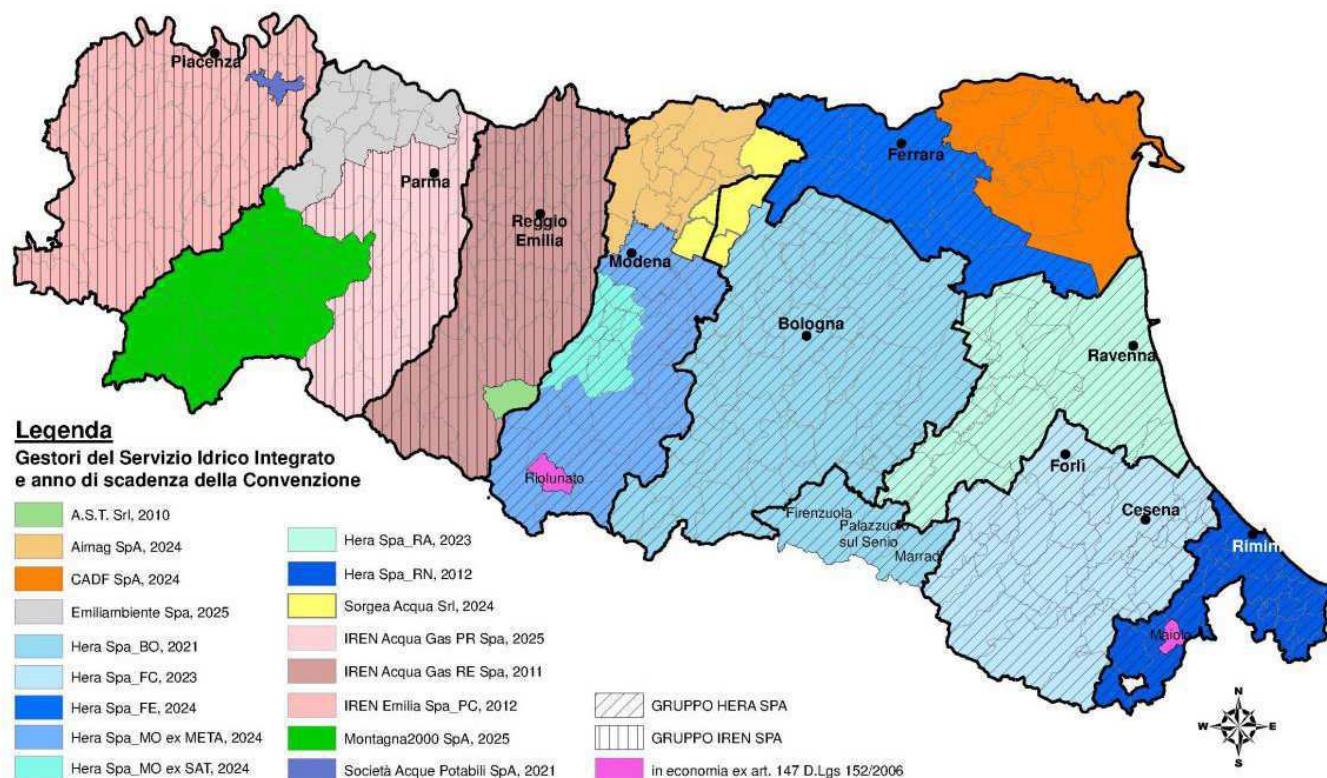 Piacenza
Parma
Reggio
Emilia
Modena
Ferrara
Bologna
Ravenna
Riolunato
Firenzuola
Palazzuolo
sul Senio
Marradi
Forlì
Cesena
Rimini
Maiolo
Legenda
Gestori del Servizio Idrico Integrato
e anno di scadenza della Convenzione
A.S.T. Srl, 2010
Aimag SpA, 2024
CADF SpA, 2024
Emiliambiente Spa, 2025
Hera Spa_BO, 2021
Hera Spa_FC, 2023
Hera Spa_FE, 2024
Hera Spa_MO ex META, 2024
Hera Spa_MO ex SAT, 2024
Hera Spa_RA, 2023
Hera Spa_RN, 2012
Sorgea Acqua Srl, 2024
IREN Acqua Gas PR Spa, 2025
IREN Acqua Gas RE Spa, 2011
IREN Emilia Spa_PC, 2012
Montagna2000 SpA, 2025
Società Acque Potabili SpA, 2021
GRUPPO HERA SPA
GRUPPO IREN SPA
in economia ex art. 147 D.Lgs 152/2006
N
W E
S